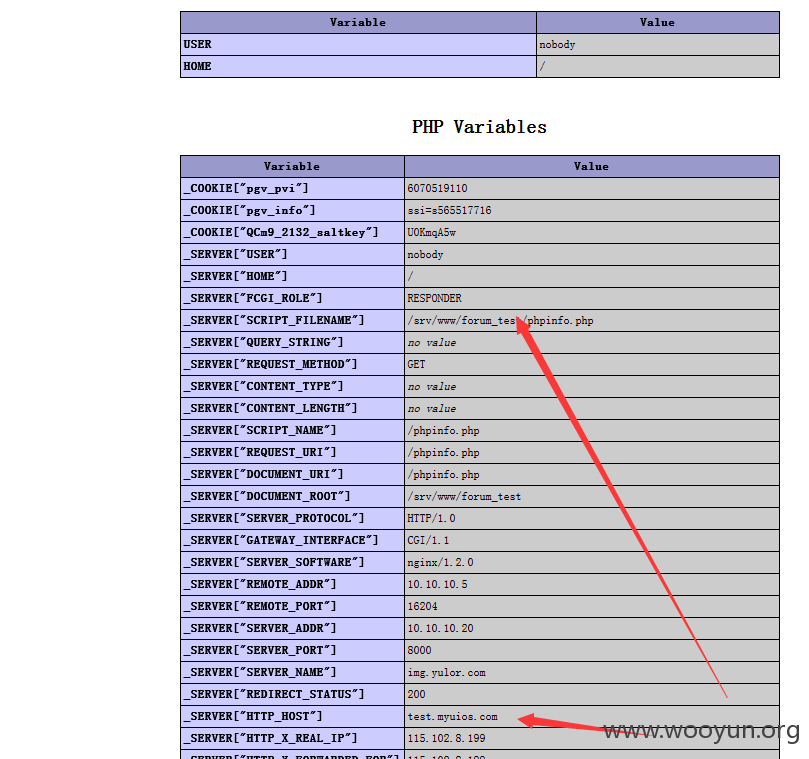 Variable Value
USER nobody
HOME /
PHP Variables
Variable Value
_COOKIE["pgv_pvi"] 6070519110
_COOKIE["pgv_info"] ssi=s565517716
_COOKIE["QCm9_2132_saltkey"] U0KmqA5w
_SERVER["USER"] nobody
_SERVER["HOME"] /
_SERVER["FCGI_ROLE"] RESPONDER
_SERVER["SCRIPT_FILENAME"] /srv/www/forum_test/phpinfo.php
_SERVER["QUERY_STRING"] no value
_SERVER["REQUEST_METHOD"] GET
_SERVER["CONTENT_TYPE"] no value
_SERVER["CONTENT_LENGTH"] no value
_SERVER["SCRIPT_NAME"] /phpinfo.php
_SERVER["REQUEST_URI"] /phpinfo.php
_SERVER["DOCUMENT_URI"] /phpinfo.php
_SERVER["DOCUMENT_ROOT"] /srv/www/forum_test
_SERVER["SERVER_PROTOCOL"] HTTP/1.0
_SERVER["GATEWAY_INTERFACE"] CGI/1.1
_SERVER["SERVER_SOFTWARE"] nginx/1.2.0
_SERVER["REMOTE_ADDR"] 10.10.10.5
_SERVER["REMOTE_PORT"] 16204
_SERVER["SERVER_ADDR"] 10.10.10.20
_SERVER["SERVER_PORT"] 8000
_SERVER["SERVER_NAME"] img.yulor.com
_SERVER["REDIRECT_STATUS"] 200
_SERVER["HTTP_HOST"] test.myuios.com
www.wooyun.org
_SERVER["HTTP_X_REAL_IP"] 115.102.8.199